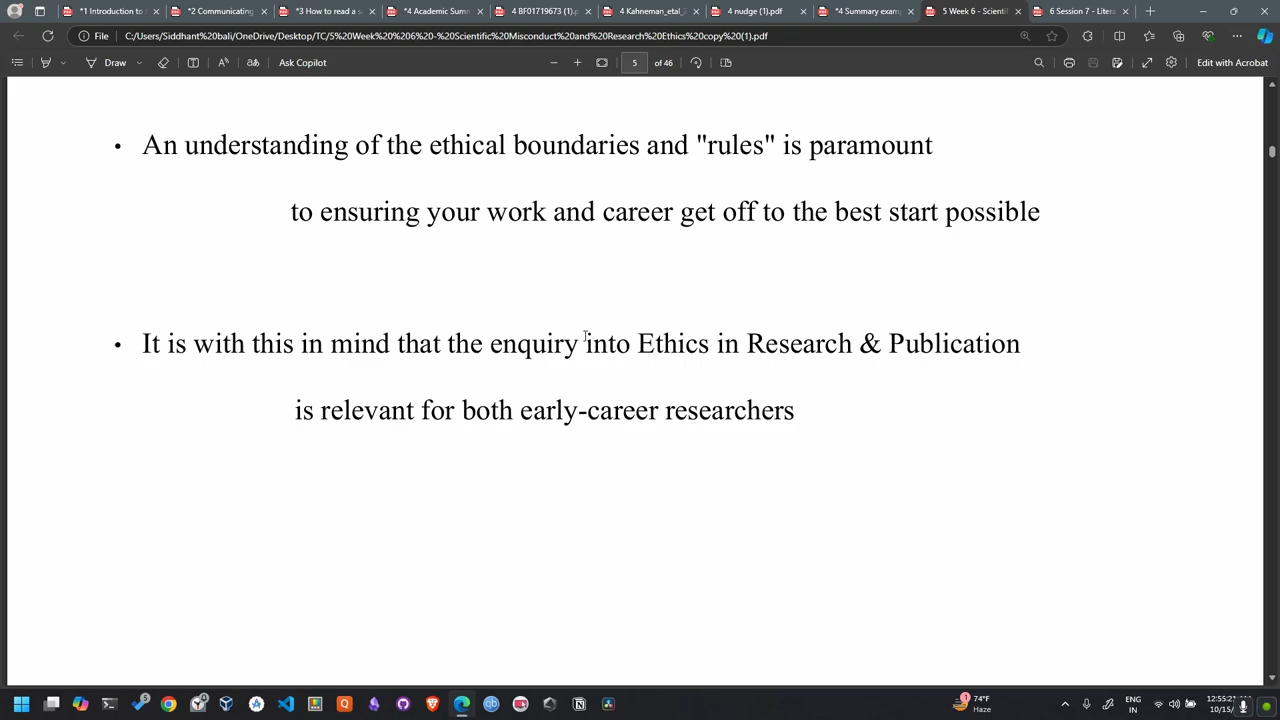 *1 Introduction to
*2 Communicating
*3 How to read a s
*4 Academic Sum
4 BF01719673 (1).p
4 Kahneman_etal_
4 nudge (1).pdf
*4 Summary exam
5 Week 6 - Scientif
6 Session 7 - Litera
File
C:/Users/Siddhant%20bali/OneDrive/Desktop/TC/5%20Week%206%20-%20Scientific%20Misconduct%20and%20Research%20Ethics%20copy%20(1).pdf
Draw
Ask Copilot
5
of 46
Edit with Acrobat
• An understanding of the ethical boundaries and "rules" is paramount
to ensuring your work and career get off to the best start possible
• It is with this in mind that the enquiry into Ethics in Research & Publication
is relevant for both early-career researchers
74°F
Haze
ENG
IN
12:55:21
10/15/